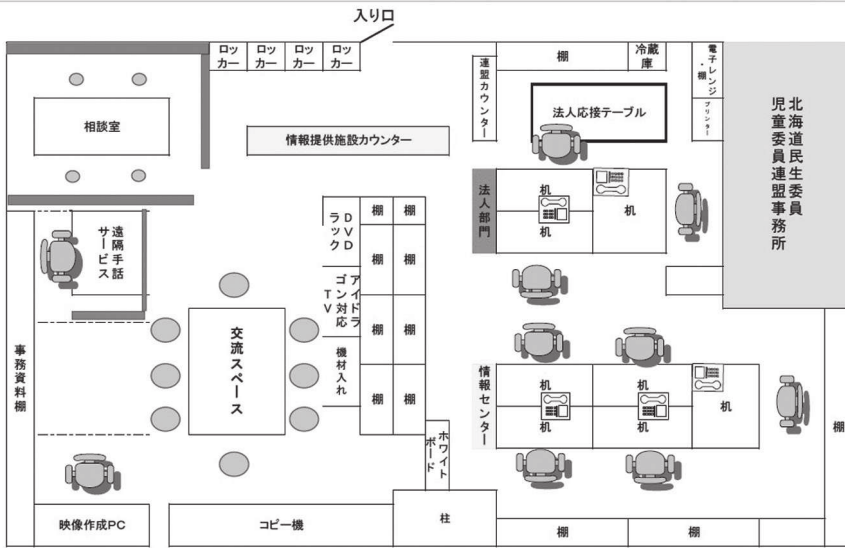 入り口
ロッカー
ロッカー
ロッカー
ロッカー
連盟カウンター
棚
冷蔵庫
電子レンジ・棚
プリンター
北海道民生委員
児童委員連盟事務所
相談室
情報提供施設カウンター
法人応接テーブル
法人部門
机
机
机
遠隔手話
サービス
DVD
ラック
棚
棚
棚
棚
アイドラ
ゴン対応
TV
棚
棚
機材入れ
棚
棚
交流スペース
事務資料棚
情報センター
机
机
机
机
机
棚
ホワイト
ボード
映像作成PC
コピー機
柱
棚
棚